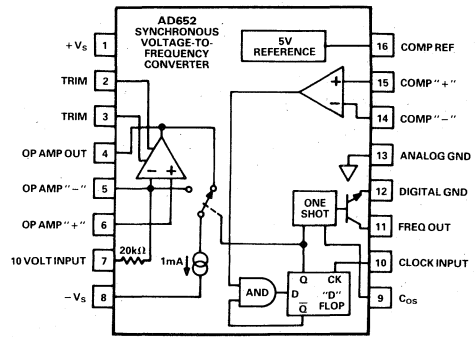 AD652
SYNCHRONOUS
VOLTAGE-TO-
FREQUENCY
CONVERTER
5V
REFERENCE
+VS 1
TRIM 2
TRIM 3
OP AMP OUT 4
OP AMP "−" 5
OP AMP "+" 6
10 VOLT INPUT 7
−VS 8
16 COMP REF
15 COMP "+"
14 COMP "−"
13 ANALOG GND
12 DIGITAL GND
11 FREQ OUT
10 CLOCK INPUT
9 COS
+
−
− +
20kΩ
1mA
ONE
SHOT
AND
Q CK
D "D"
FLOP
Q̅